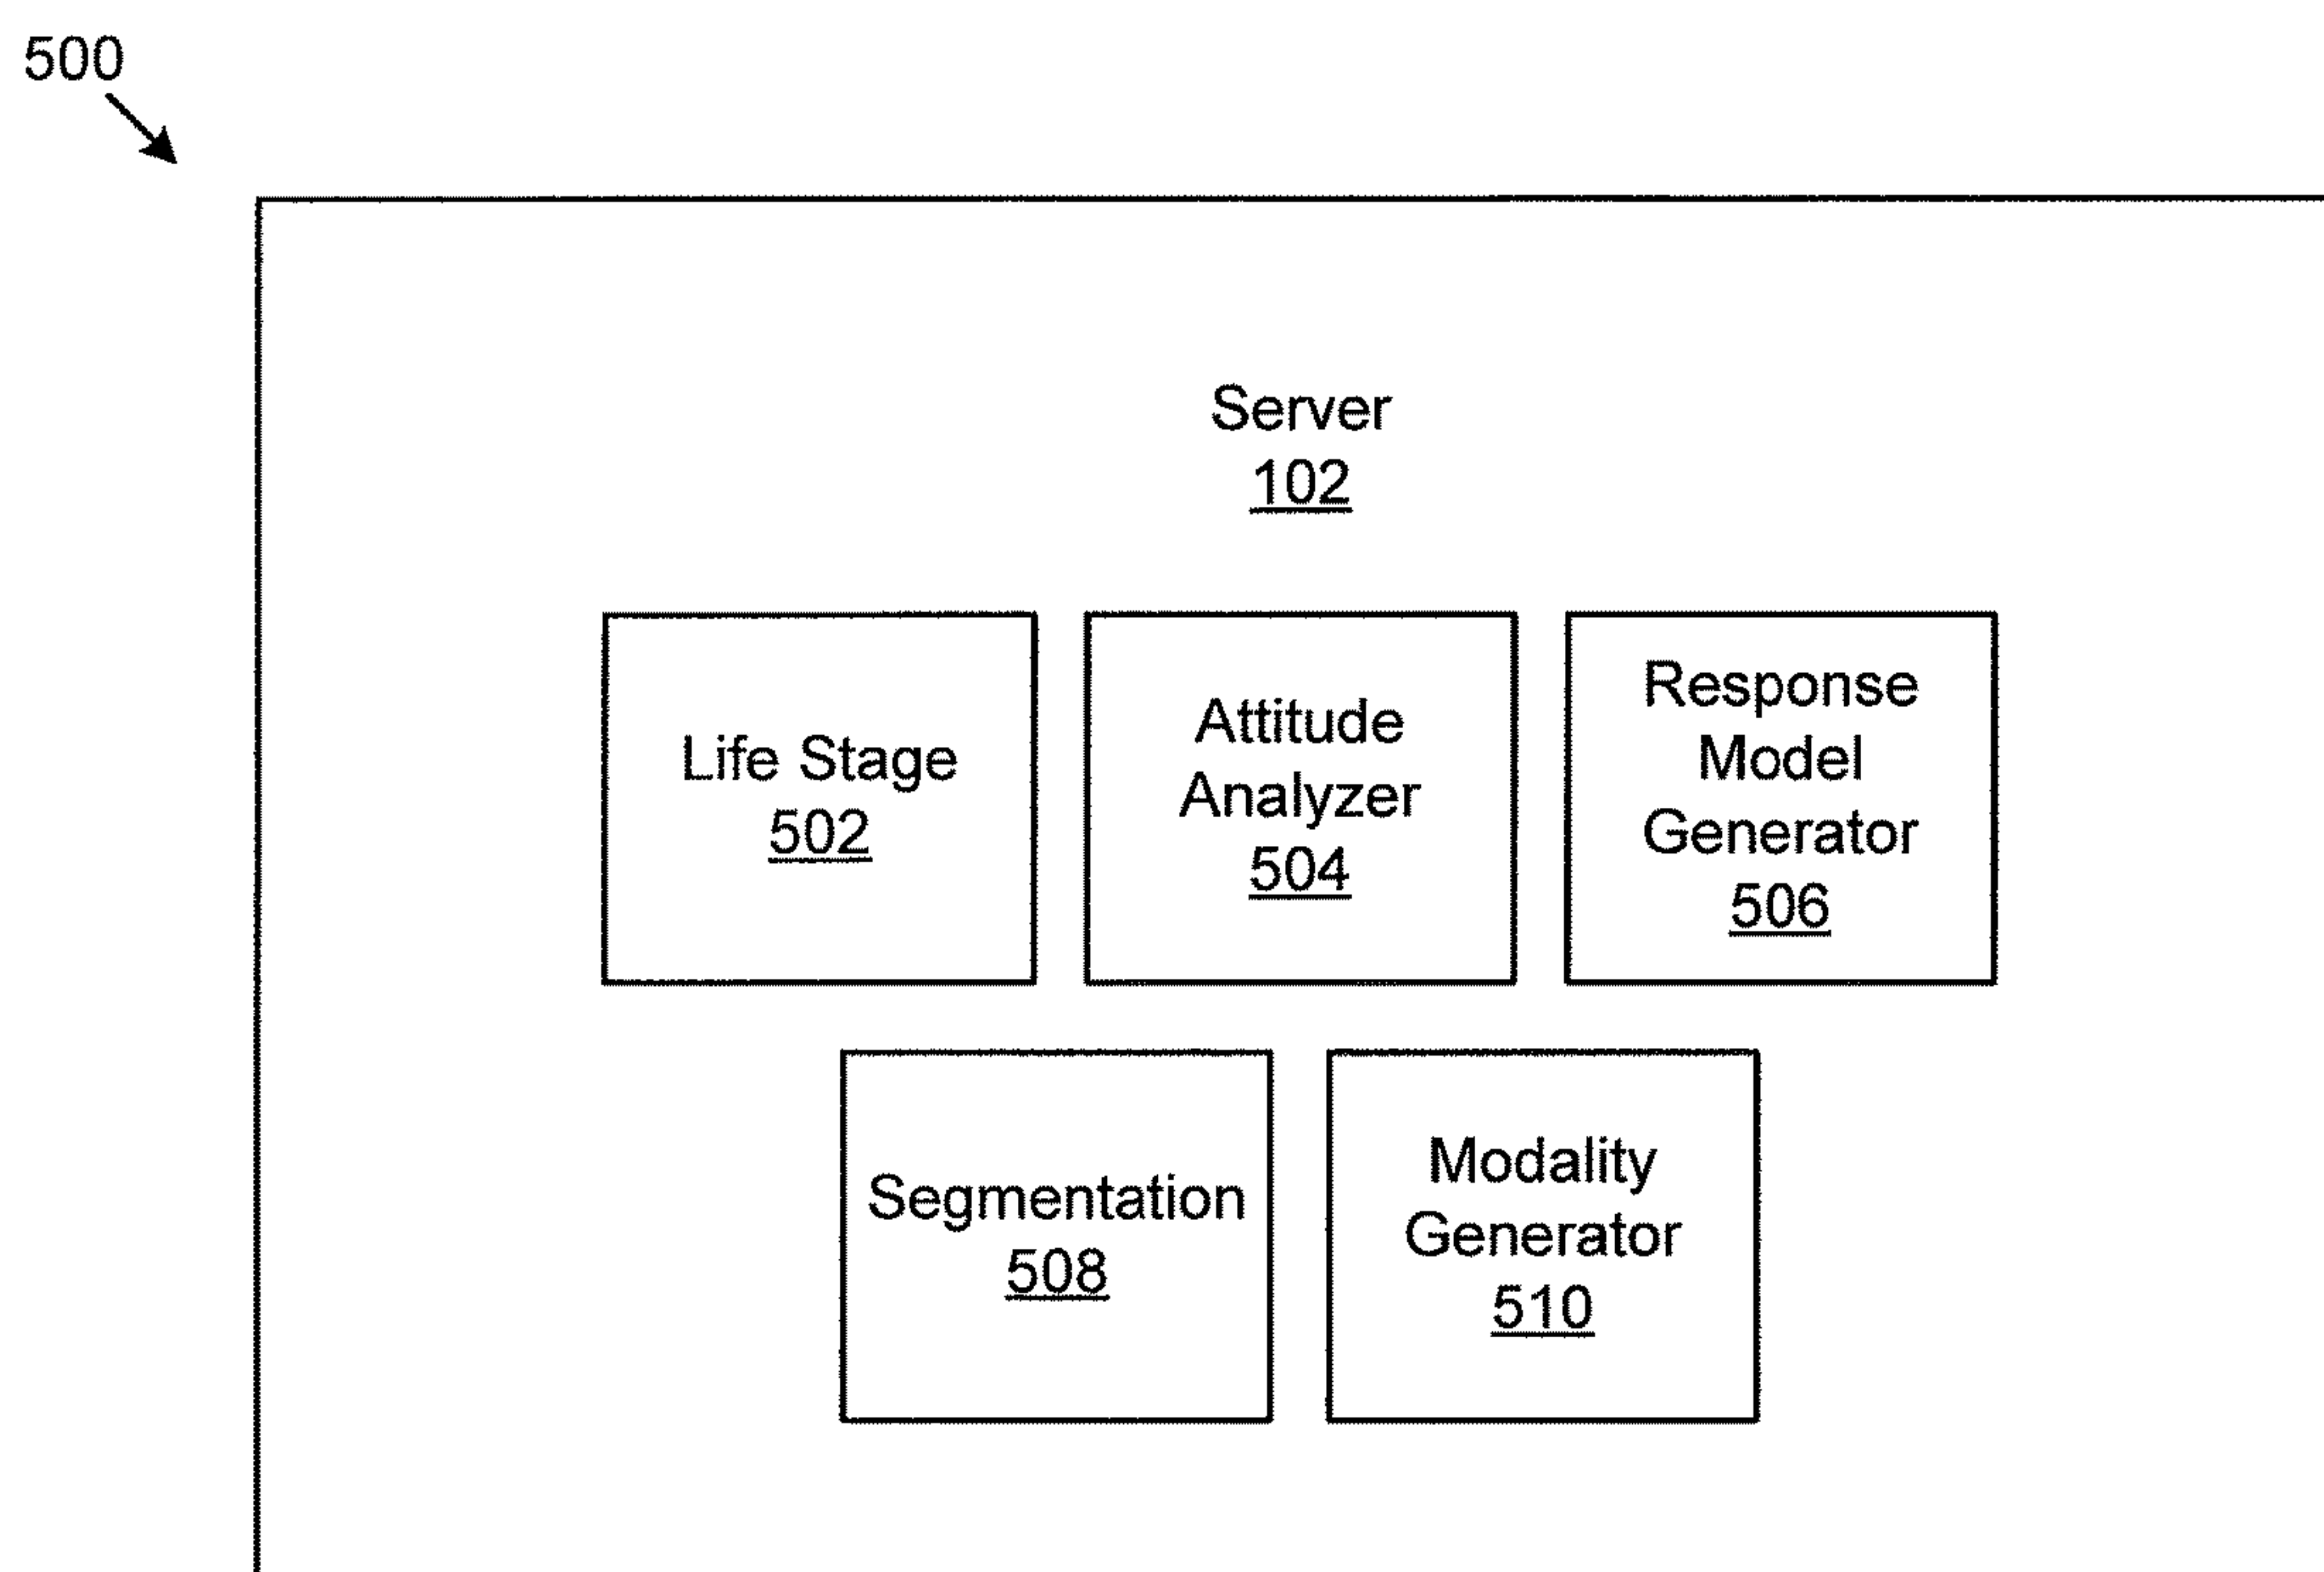 500
Server
102
Life Stage
502
Attitude
Analyzer
504
Response
Model
Generator
506
Segmentation
508
Modality
Generator
510